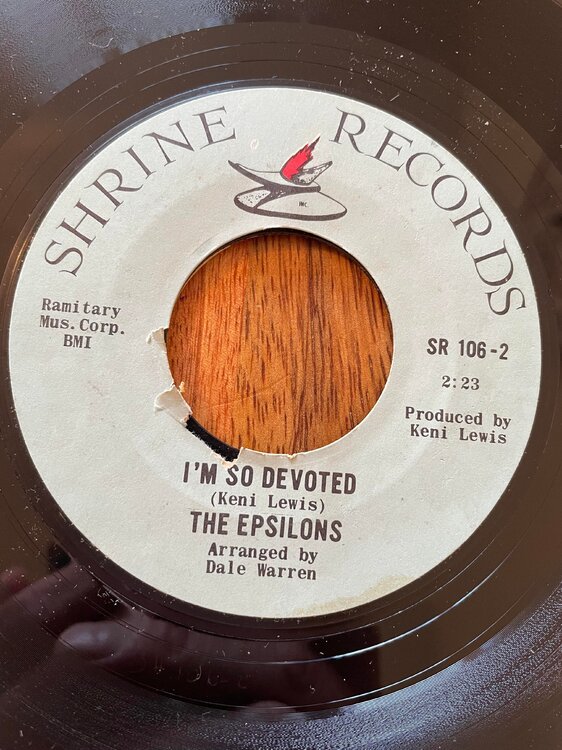 SHRINE RECORDS
INC.
Ramitary
Mus. Corp.
BMI
SR 106-2
2:23
Produced by
Keni Lewis
I'M SO DEVOTED
(Keni Lewis)
THE EPSILONS
Arranged by
Dale Warren